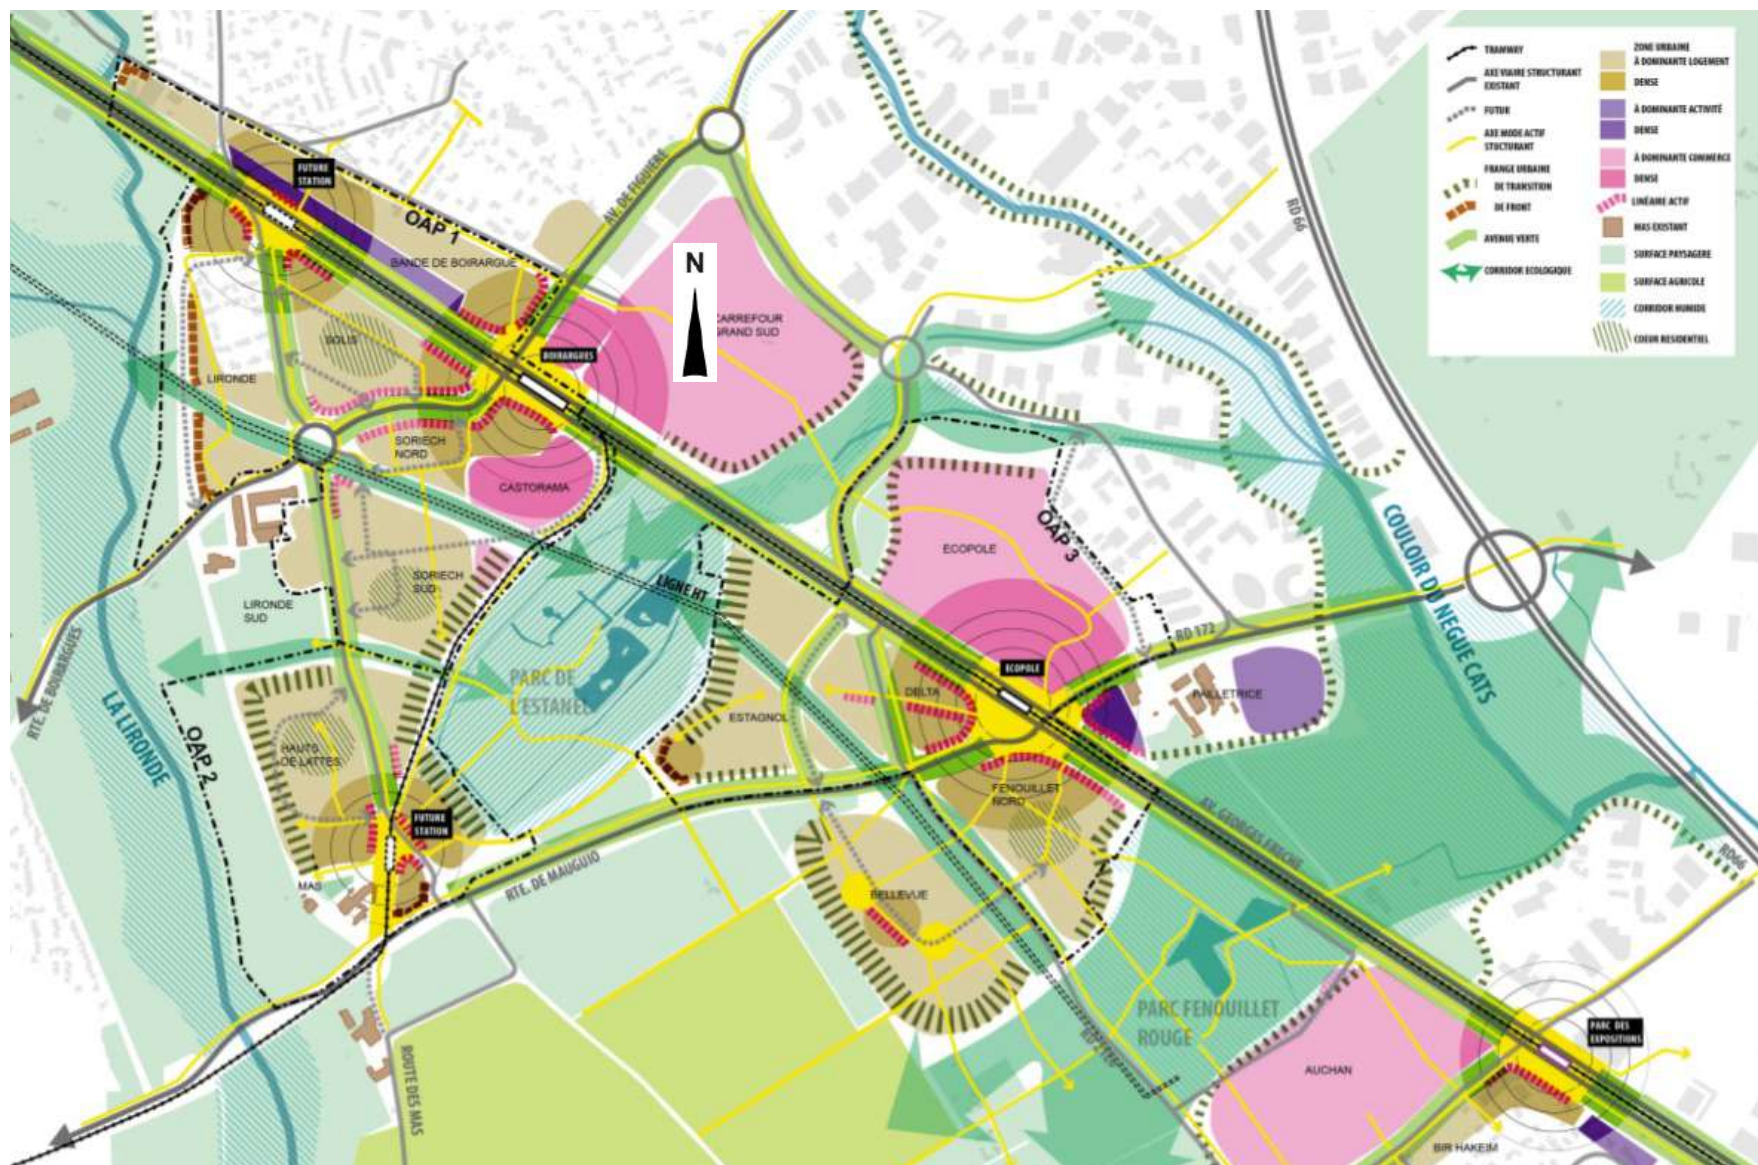 TRAMWAY
AXE VIAIRE STRUCTURANT
EXISTANT
FUTUR
AXE MODE ACTIF
STUCTURANT
FRANGE URBAINE
DE TRANSITION
DE FRONT
AVENUE VERTE
CORRIDOR ECOLOGIQUE
ZONE URBAINE
À DOMINANTE LOGEMENT
DENSE
À DOMINANTE ACTIVITÉ
DENSE
À DOMINANTE COMMERCE
DENSE
LINÉAIRE ACTIF
MAS EXISTANT
SURFACE PAYSAGERE
SURFACE AGRICOLE
CORRIDOR HUMIDE
COEUR RESIDENTIEL
FUTURE
STATION
OAP 1
AV. DE FIGUIERE
RD 66
BANDE DE BOIRARGUE
N
CARREFOUR
GRAND SUD
SOLIS
BOIRARGUES
LIRONDE
SORIECH
NORD
CASTORAMA
OAP 3
ECOPOLE
COULOIR DU NEGUE CATS
SORIECH
SUD
LIGNE HT
LIRONDE
SUD
RD 172
RTE. DE BOIRARGUES
LA LIRONDE
PARC DE
L'ESTANEL
ECOPOLE
DELTA
PAILLETRICE
ESTAGNOL
OAP 2
HAUTS
DE LATTES
FENOUILLET
NORD
FUTURE
STATION
AV. GEORGES FRECHE
RD66
RTE. DE MAUGUIO
MAS
BELLEVUE
PARC FENOUILLET
ROUGE
PARC DES
EXPOSITIONS
ROUTE DES MAS
AUCHAN
BIR HAKEIM